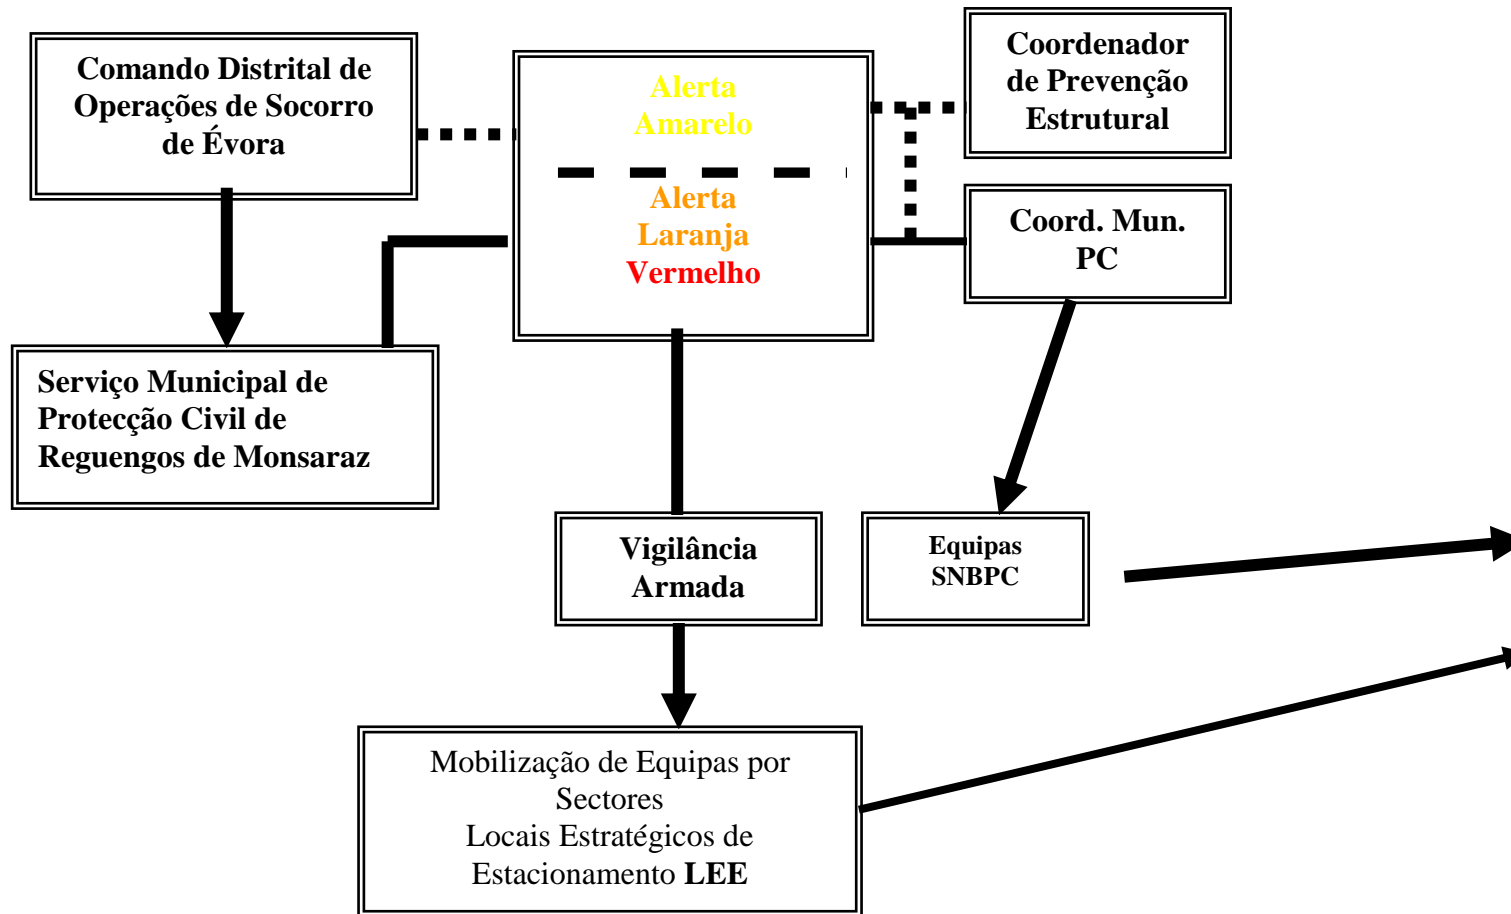 Comando Distrital de
Operações de Socorro
de Évora
Alerta
Amarelo
Alerta
Laranja
Vermelho
Coordenador
de Prevenção
Estrutural
Coord. Mun.
PC
Serviço Municipal de
Protecção Civil de
Reguengos de Monsaraz
Vigilância
Armada
Equipas
SNBPC
Mobilização de Equipas por
Sectores
Locais Estratégicos de
Estacionamento LEE